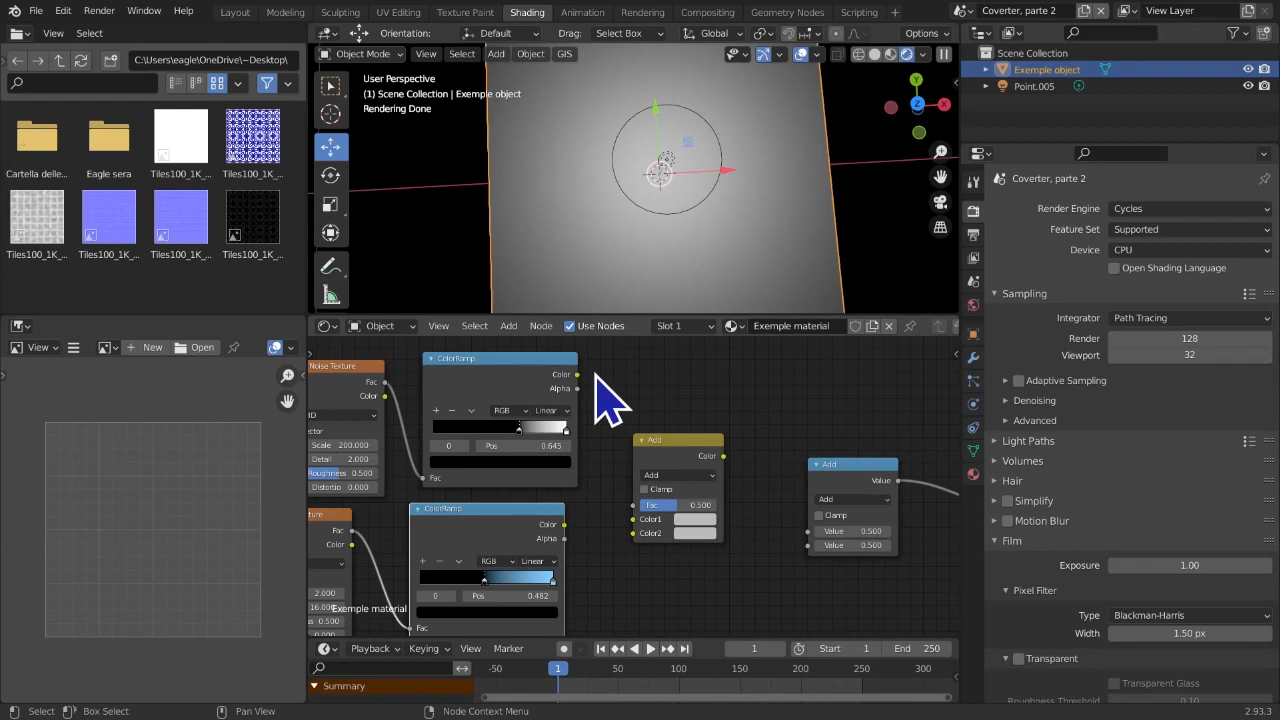 File Edit Render Window Help Layout Modeling Sculpting UV Editing Texture Paint Shading Animation Rendering Compositing Geometry Nodes Scripting Coverter, parte 2 View Layer
View Select
C:\Users\eagle\OneDrive\~Desktop\
Cartella delle... Eagle sera Tiles100_1K_... Tiles100_1K_...
Tiles100_1K_... Tiles100_1K_... Tiles100_1K_... Tiles100_1K_...
Orientation: Default Drag: Select Box Global Options
Object Mode View Select Add Object GIS
User Perspective
(1) Scene Collection | Exemple object
Rendering Done
Y
Z
X
Scene Collection
Exemple object
Point.005
Coverter, parte 2
Render Engine Cycles
Feature Set Supported
Device CPU
Open Shading Language
Sampling
Integrator Path Tracing
Render 128
Viewport 32
Adaptive Sampling
Denoising
Advanced
Light Paths
Volumes
Hair
Simplify
Motion Blur
Film
Exposure 1.00
Pixel Filter
Type Blackman-Harris
Width 1.50 px
Transparent
Transparent Glass
View New Open
Object View Select Add Node Use Nodes Slot 1 Exemple material
Noise Texture
Fac
Color
3D
ector
Scale 200.000
Detail 2.000
Roughness 0.500
Distortio 0.000
ColorRamp
Color
Alpha
RGB Linear
0 Pos 0.645
Fac
exture
Fac
Color
2.000
16.000
0.500
0.000
ColorRamp
Color
Alpha
RGB Linear
0 Pos 0.482
Fac
Exemple material
Add
Color
Add
Clamp
Fac 0.500
Color1
Color2
Add
Value
Add
Clamp
Value 0.500
Value 0.500
Playback Keying View Marker 1 Start 1 End 250
-50 1 50 100 150 200 250 300
Summary
Select Box Select Pan View Node Context Menu 2.93.3